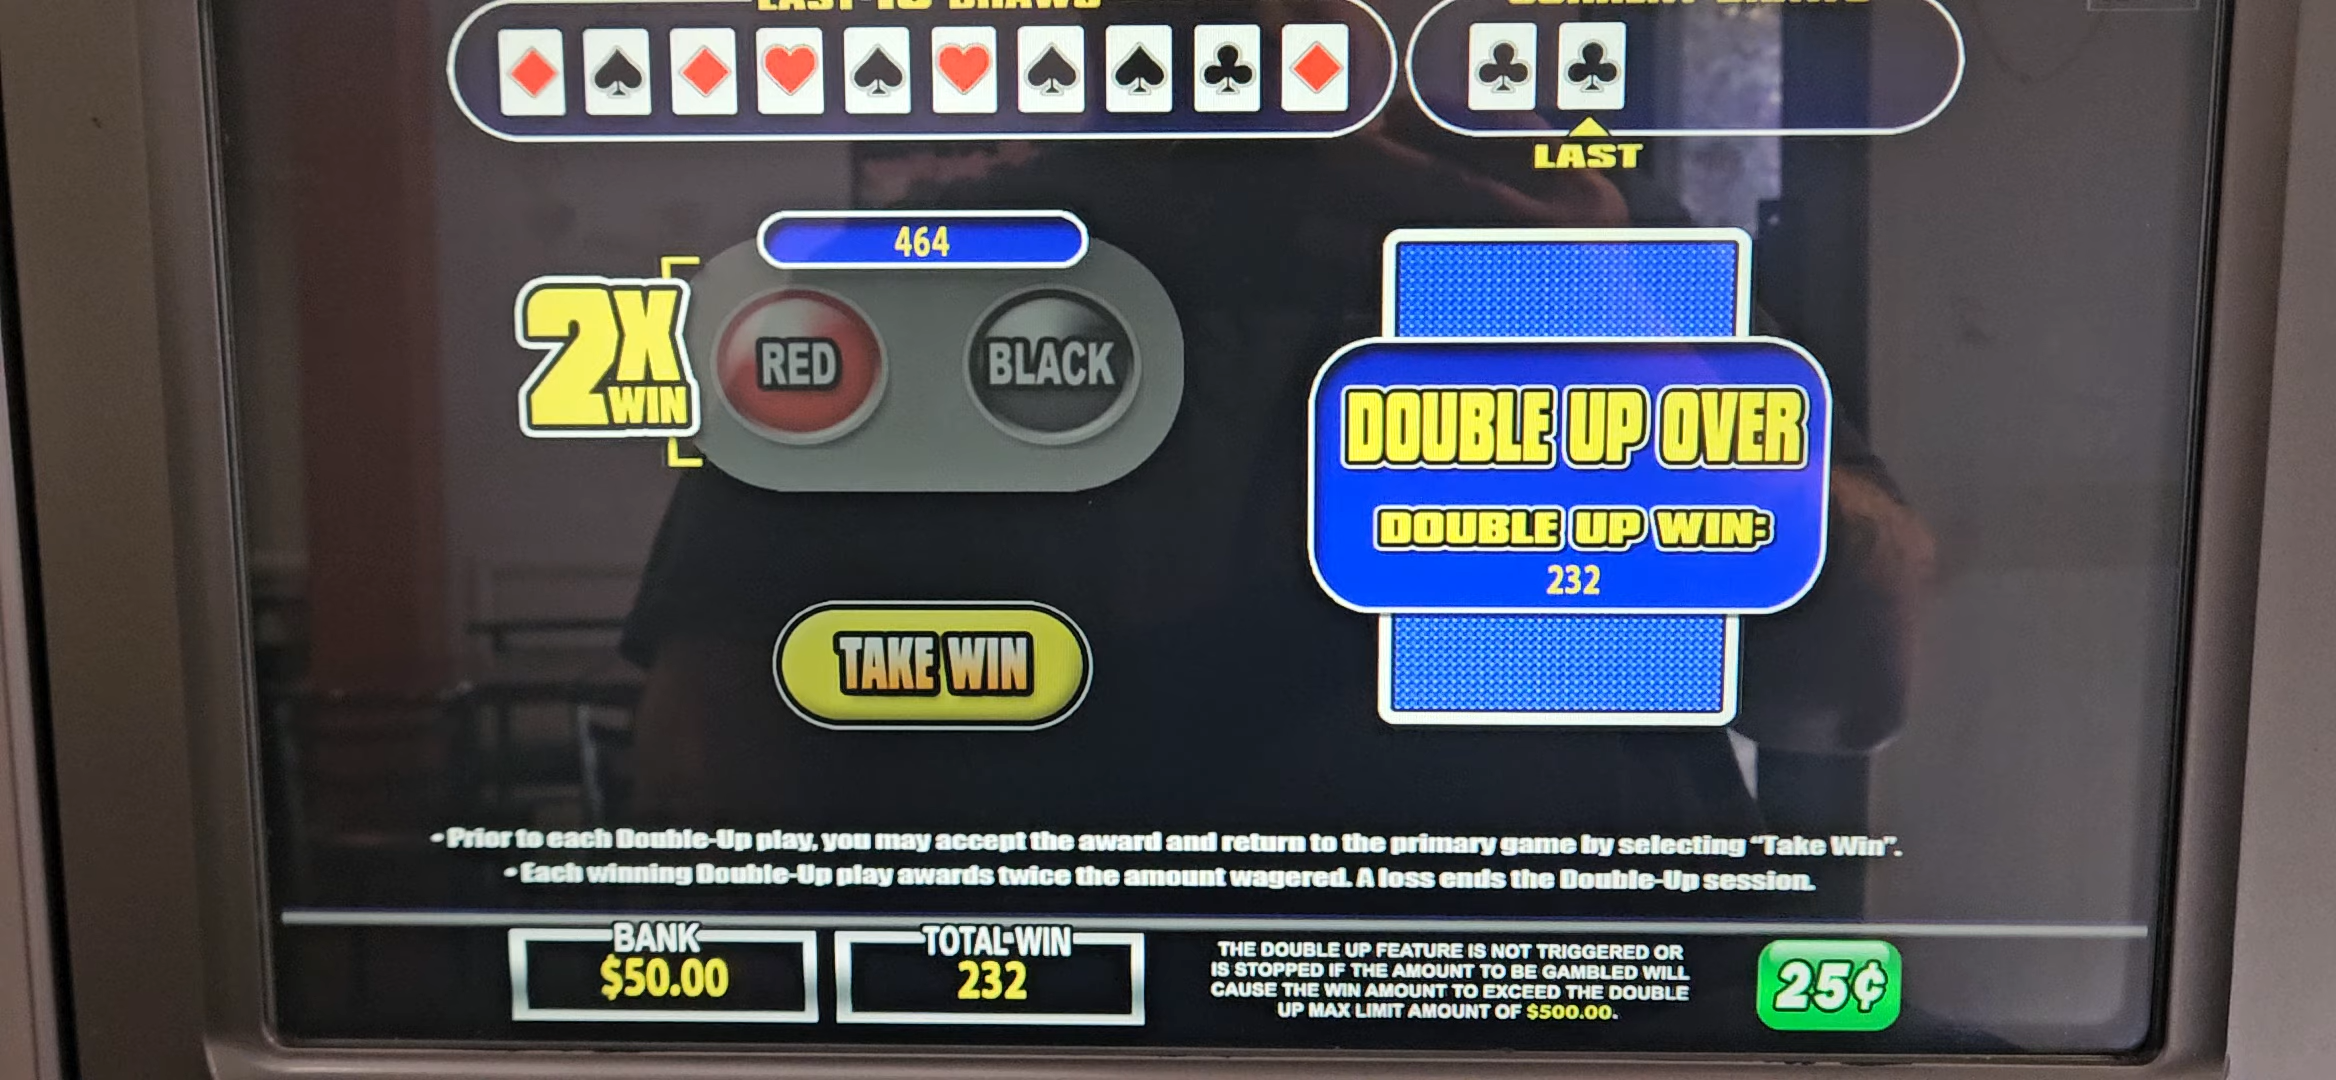 LAST 10 DRAWS
LAST
464
2X
WIN
RED
BLACK
DOUBLE UP OVER
DOUBLE UP WIN:
232
TAKE WIN
• Prior to each Double-Up play, you may accept the award and return to the primary game by selecting “Take Win”.
• Each winning Double-Up play awards twice the amount wagered. A loss ends the Double-Up session.
BANK
$50.00
TOTAL WIN
232
THE DOUBLE UP FEATURE IS NOT TRIGGERED OR
IS STOPPED IF THE AMOUNT TO BE GAMBLED WILL
CAUSE THE WIN AMOUNT TO EXCEED THE DOUBLE
UP MAX LIMIT AMOUNT OF $500.00.
25¢